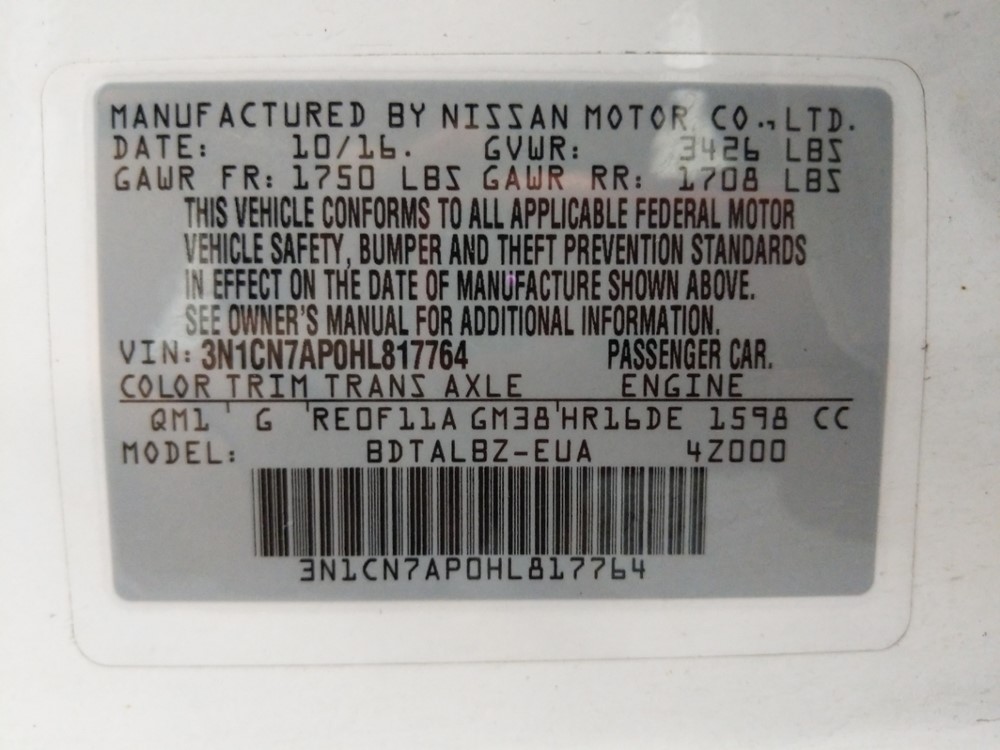 MANUFACTURED BY NISSAN MOTOR CO.,LTD.
DATE: 10/16. GVWR: 3426 LBS
GAWR FR: 1750 LBS GAWR RR: 1708 LBS
THIS VEHICLE CONFORMS TO ALL APPLICABLE FEDERAL MOTOR
VEHICLE SAFETY, BUMPER AND THEFT PREVENTION STANDARDS
IN EFFECT ON THE DATE OF MANUFACTURE SHOWN ABOVE.
SEE OWNER'S MANUAL FOR ADDITIONAL INFORMATION.
VIN: 3N1CN7AP0HL817764 PASSENGER CAR.
COLOR TRIM TRANS AXLE ENGINE
QM1 ' G 'RE0F11A GM38'HR16DE 1598 CC
MODEL: BDTALBZ-EUA 4Z000
3N1CN7AP0HL817764